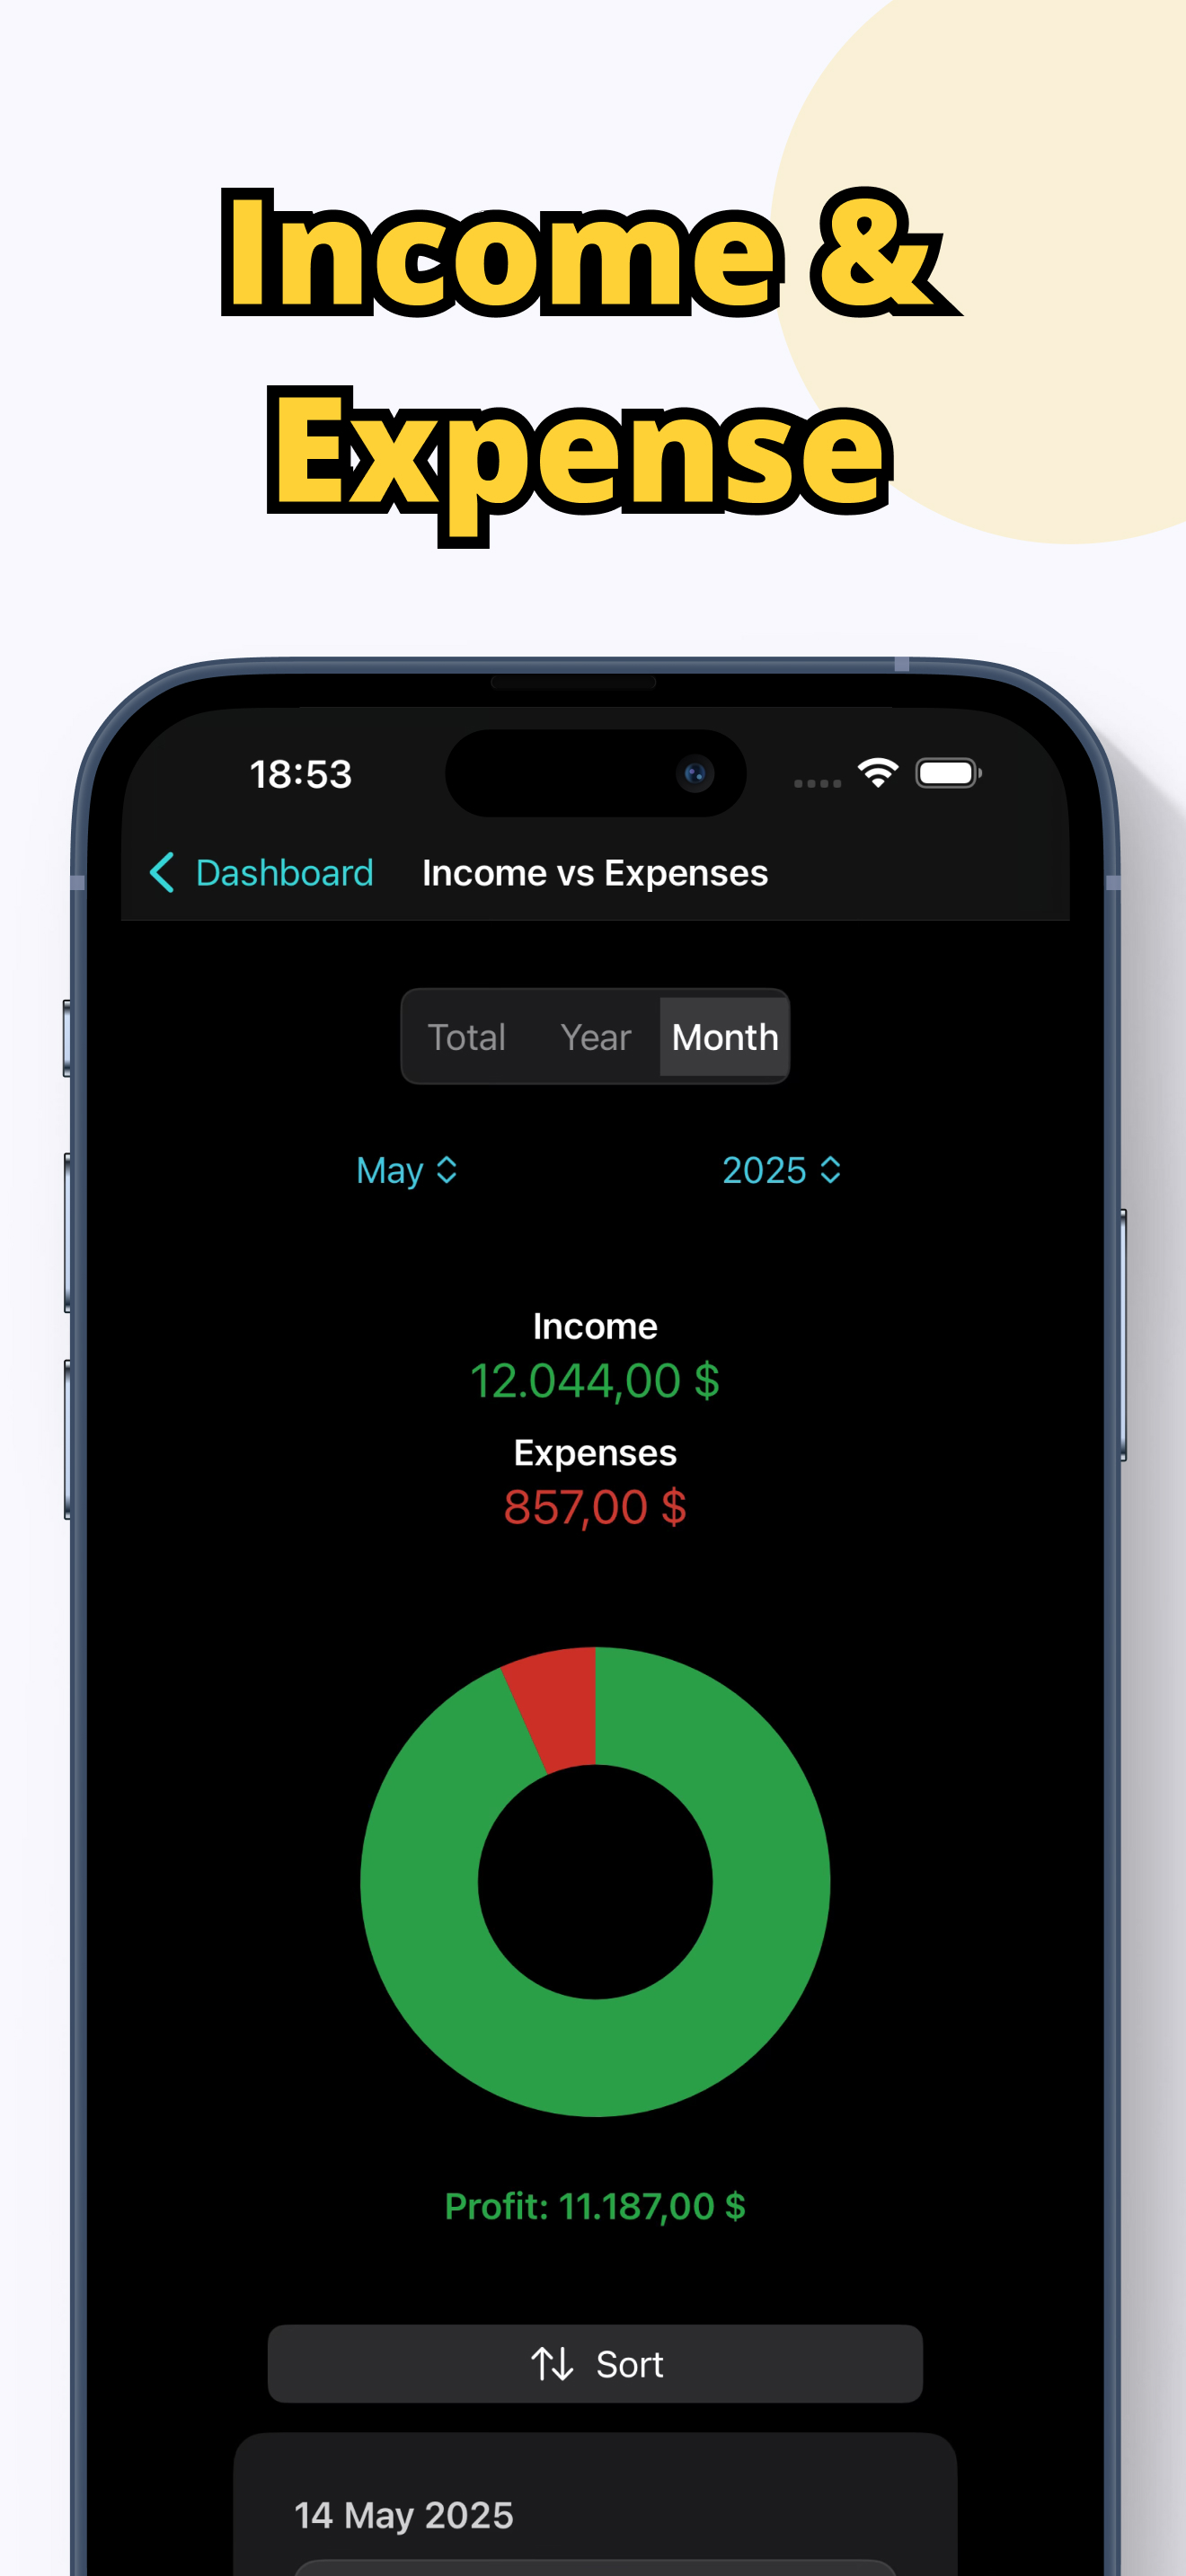 Income &
Expense
18:53
Dashboard Income vs Expenses
Total Year Month
May 2025
Income
12.044,00 $
Expenses
857,00 $
Profit: 11.187,00 $
Sort
14 May 2025